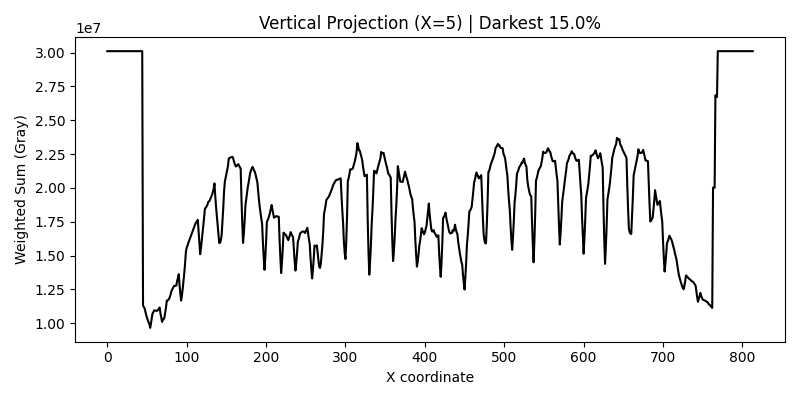 Vertical Projection (X=5) | Darkest 15.0%
1e7
3.00
2.75
2.50
2.25
2.00
1.75
1.50
1.25
1.00
Weighted Sum (Gray)
0 100 200 300 400 500 600 700 800
X coordinate